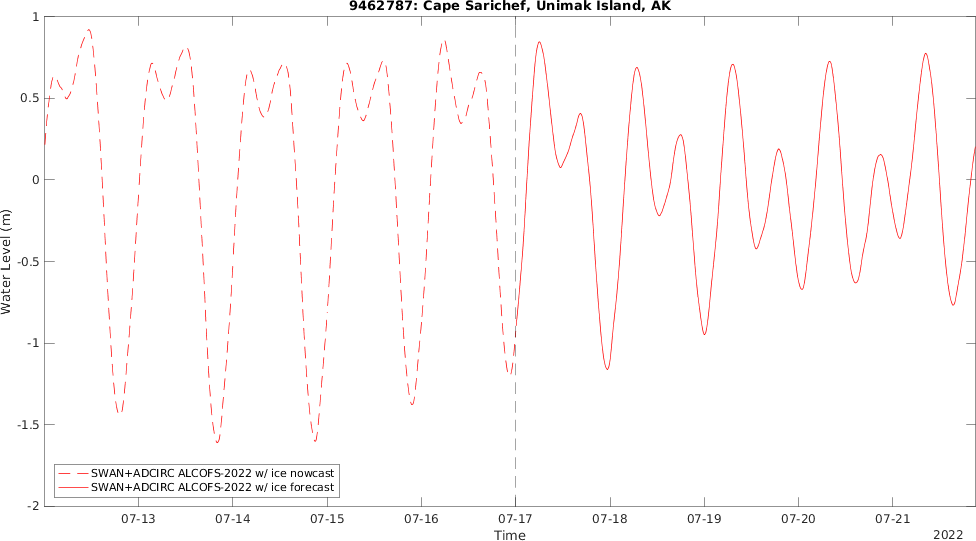 9462787: Cape Sarichef, Unimak Island, AK
1
0.5
0
-0.5
-1
-1.5
-2
Water Level (m)
SWAN+ADCIRC ALCOFS-2022 w/ ice nowcast
SWAN+ADCIRC ALCOFS-2022 w/ ice forecast
07-13 07-14 07-15 07-16 07-17 07-18 07-19 07-20 07-21
Time
2022